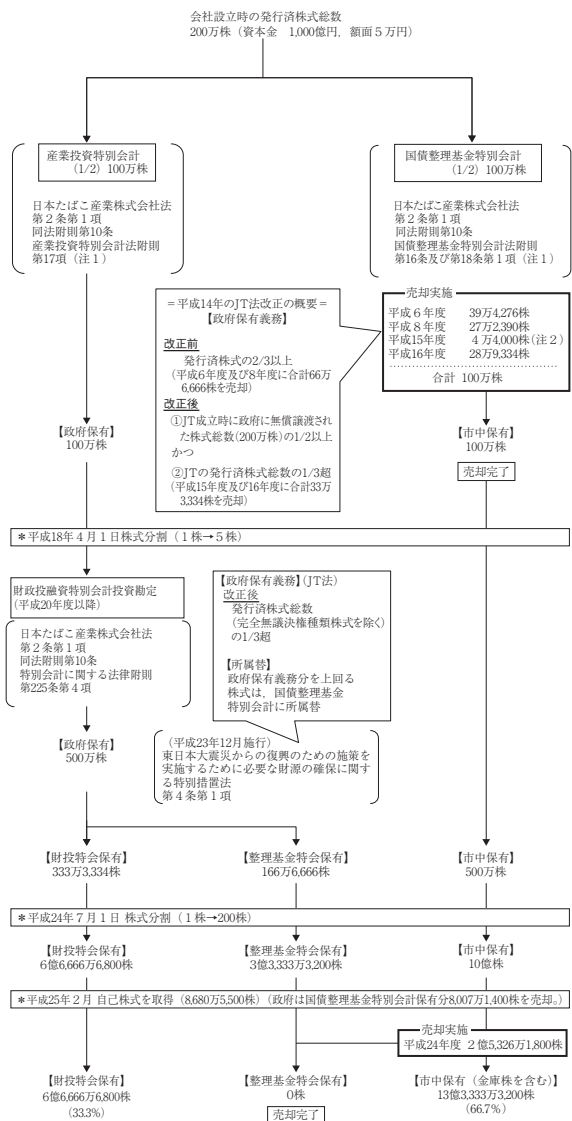 会社設立時の発行済株式総数
200万株(資本金　1,000億円，額面５万円)
産業投資特別会計
(1/2) 100万株
日本たばこ産業株式会社法
第２条第１項
同法附則第10条
産業投資特別会計法附則
第17項(注１)
国債整理基金特別会計
(1/2) 100万株
日本たばこ産業株式会社法
第２条第１項
同法附則第10条
国債整理基金特別会計法附則
第16条及び第18条第１項(注１)
＝平成14年のJT法改正の概要＝
【政府保有義務】
改正前
発行済株式の2/3以上
(平成６年度及び8年度に合計66万
6,666株を売却)
改正後
①JT成立時に政府に無償譲渡され
た株式総数(200万株)の1/2以上
かつ
②JTの発行済株式総数の1/3超
(平成15年度及び16年度に合計33万
3,334株を売却)
売却実施
平成６年度　39万4,276株
平成８年度　27万2,390株
平成15年度　４万4,000株(注２)
平成16年度　28万9,334株
合計 100万株
【政府保有】
100万株
【市中保有】
100万株
売却完了
＊平成18年４月１日株式分割（１株→５株）
財政投融資特別会計投資勘定
(平成20年度以降)
日本たばこ産業株式会社法
第２条第１項
同法附則第10条
特別会計に関する法律附則
第225条第４項
【政府保有義務】(JT法)
改正後
発行済株式総数
(完全無議決権種類株式を除く)
の1/3超
【所属替】
政府保有義務分を上回る
株式は，国債整理基金
特別会計に所属替
【政府保有】
500万株
(平成23年12月施行)
東日本大震災からの復興のための施策を
実施するために必要な財源の確保に関す
る特別措置法
第４条第１項
【財投特会保有】
333万3,334株
【整理基金特会保有】
166万6,666株
【市中保有】
500万株
＊平成24年７月１日 株式分割（１株→200株）
【財投特会保有】
６億6,666万6,800株
【整理基金特会保有】
３億3,333万3,200株
【市中保有】
10億株
＊平成25年２月 自己株式を取得（8,680万5,500株）（政府は国債整理基金特別会計保有分8,007万1,400株を売却。）
売却実施
平成24年度 ２億5,326万1,800株
【財投特会保有】
６億6,666万6,800株
(33.3%)
【整理基金特会保有】
0株
売却完了
【市中保有（金庫株を含む）】
13億3,333万3,200株
(66.7%)